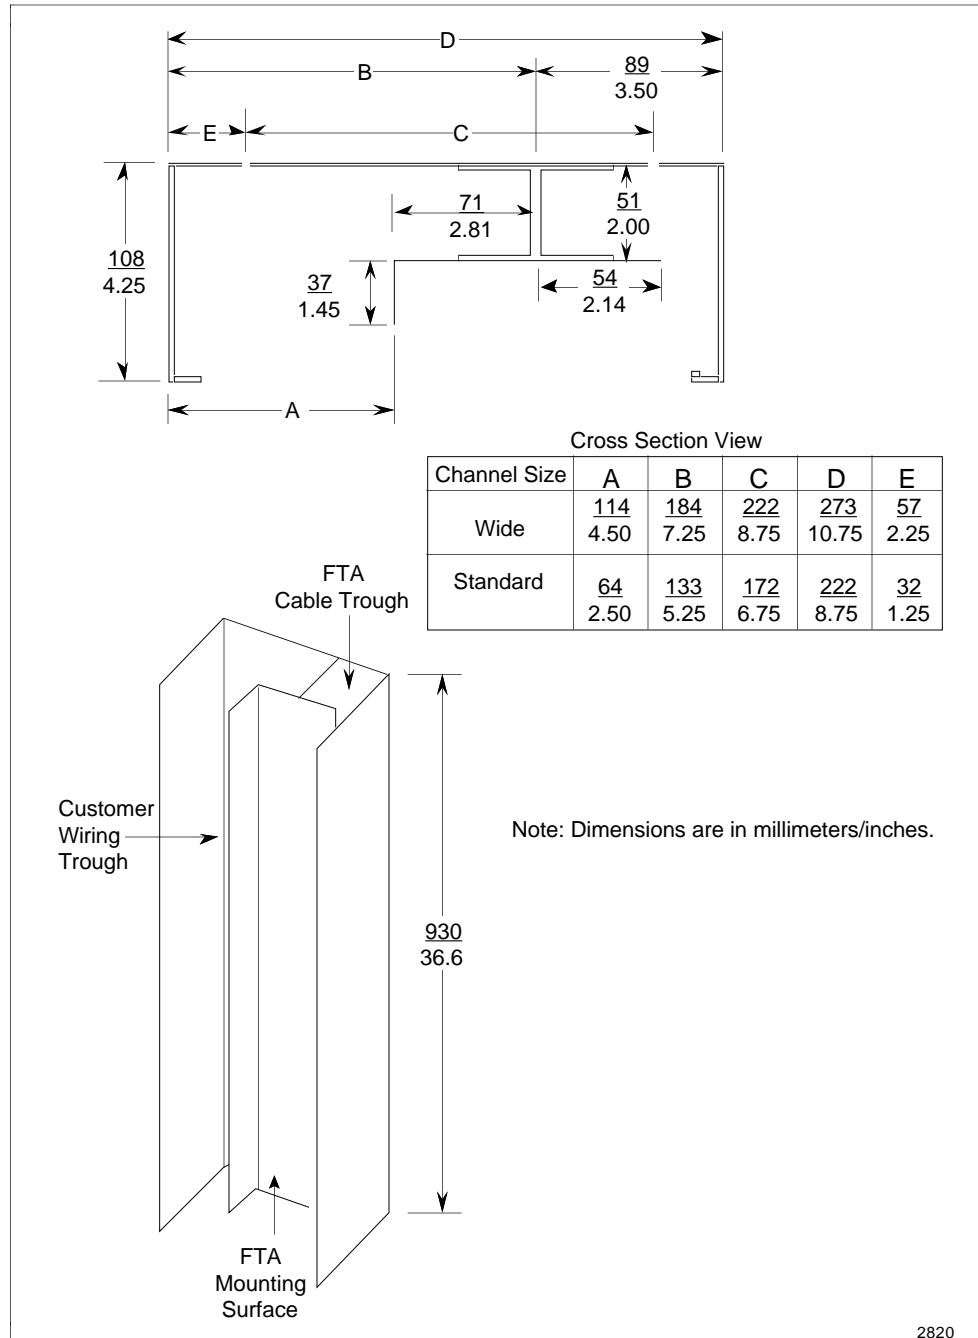 D
B
89
3.50
E
C
71
2.81
51
2.00
108
4.25
37
1.45
54
2.14
A
Cross Section View
Channel Size A B C D E
Wide
114 184 222 273 57
4.50 7.25 8.75 10.75 2.25
Standard
64 133 172 222 32
2.50 5.25 6.75 8.75 1.25
FTA
Cable Trough
Customer
Wiring
Trough
Note: Dimensions are in millimeters/inches.
930
36.6
FTA
Mounting
Surface
2820